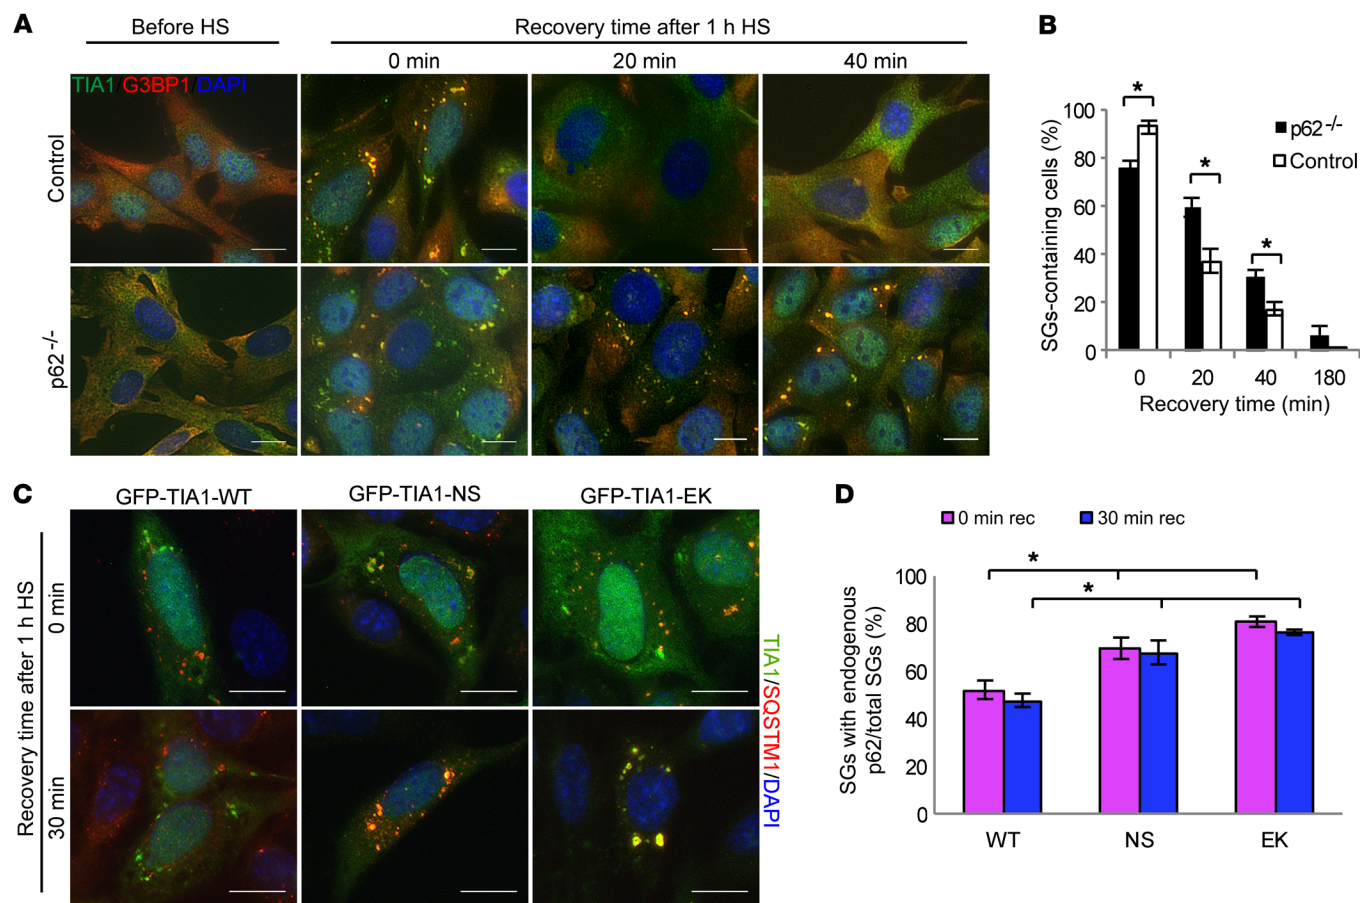 A
Before HS
Recovery time after 1 h HS
0 min
20 min
40 min
TIA1/G3BP1/DAPI
Control
p62-/-
B
SGs-containing cells (%)
100
80
60
40
20
0
*
*
*
p62-/-
Control
0
20
40
180
Recovery time (min)
C
GFP-TIA1-WT
GFP-TIA1-NS
GFP-TIA1-EK
Recovery time after 1 h HS
0 min
30 min
TIA1/SQSTM1/DAPI
D
0 min rec
30 min rec
SGs with endogenous
p62/total SGs (%)
100
80
60
40
20
0
*
*
WT
NS
EK